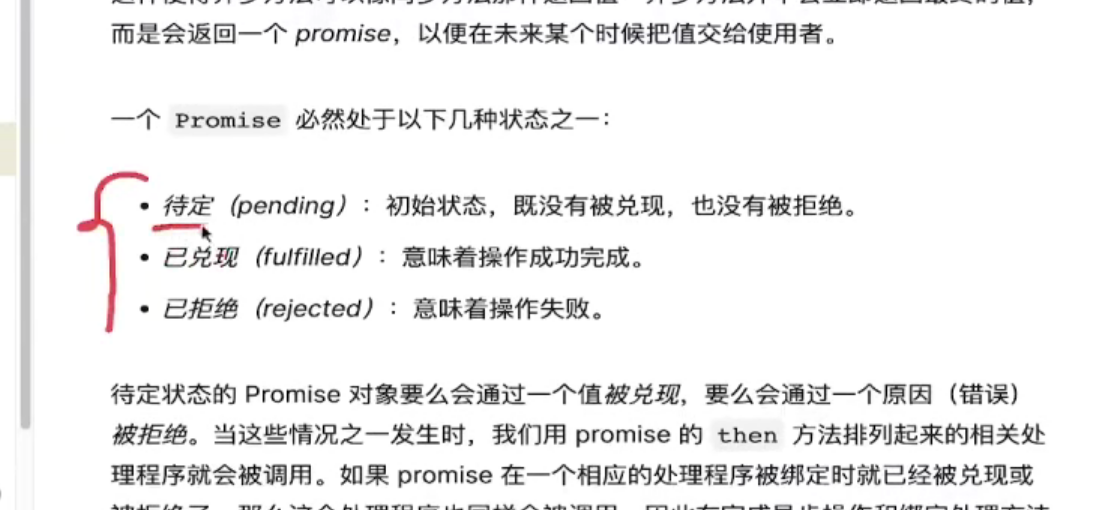 而是会返回一个 promise，以便在未来某个时候把值交给使用者。
一个 Promise 必然处于以下几种状态之一：
• 待定（pending）：初始状态，既没有被兑现，也没有被拒绝。
• 已兑现（fulfilled）：意味着操作成功完成。
• 已拒绝（rejected）：意味着操作失败。
待定状态的 Promise 对象要么会通过一个值被兑现，要么会通过一个原因（错误）
被拒绝。当这些情况之一发生时，我们用 promise 的 then 方法排列起来的相关处
理程序就会被调用。如果 promise 在一个相应的处理程序被绑定时就已经被兑现或